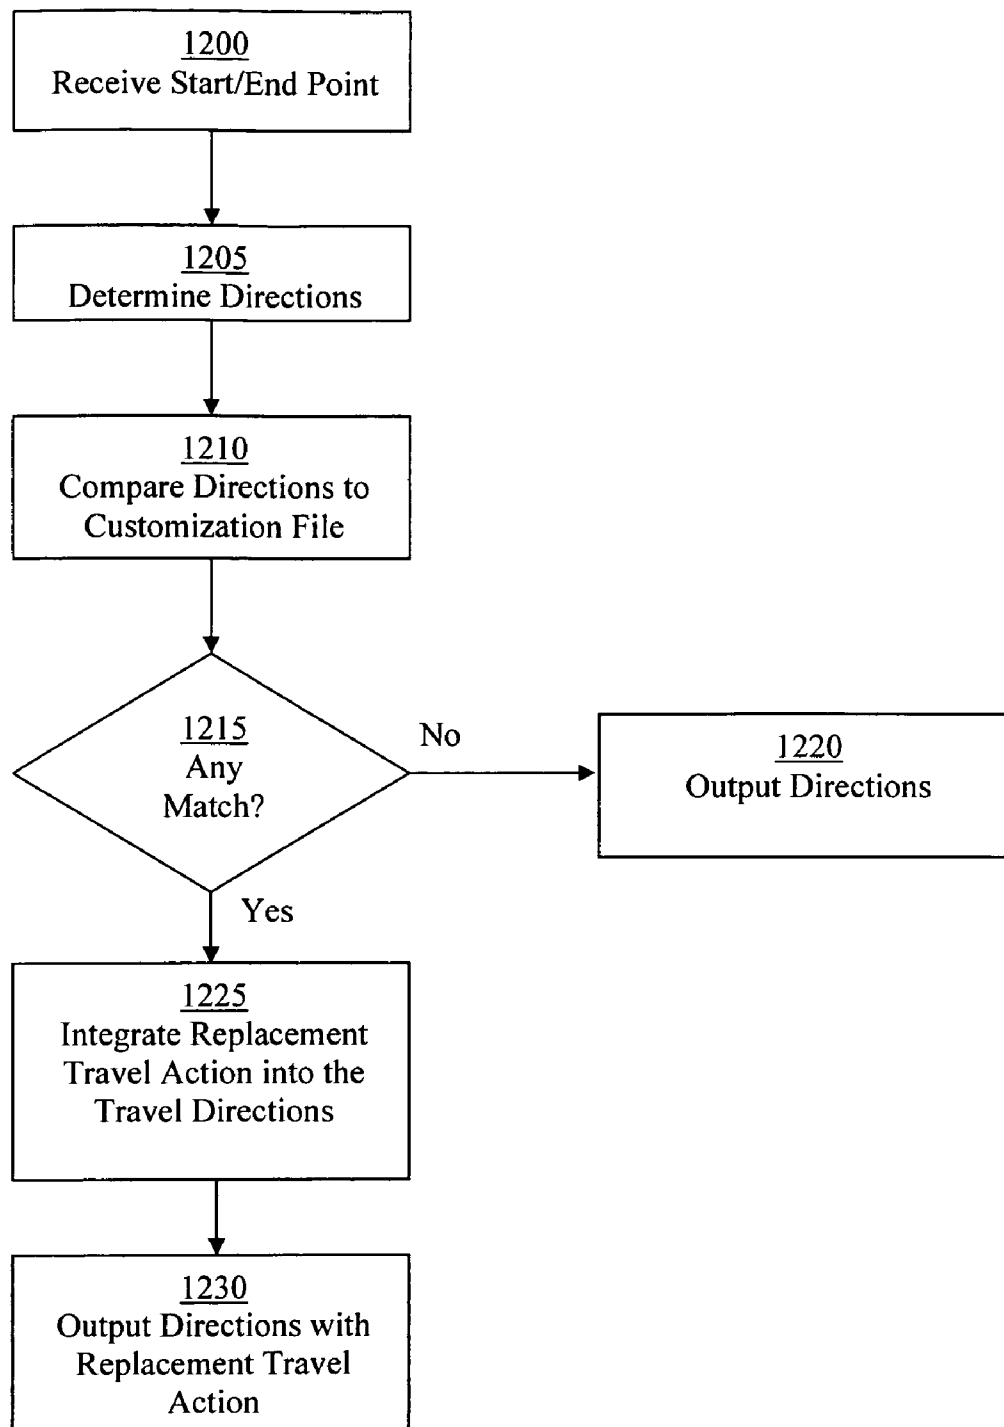 1200
Receive Start/End Point
1205
Determine Directions
1210
Compare Directions to
Customization File
1215
Any
Match?
No
1220
Output Directions
Yes
1225
Integrate Replacement
Travel Action into the
Travel Directions
1230
Output Directions with
Replacement Travel
Action